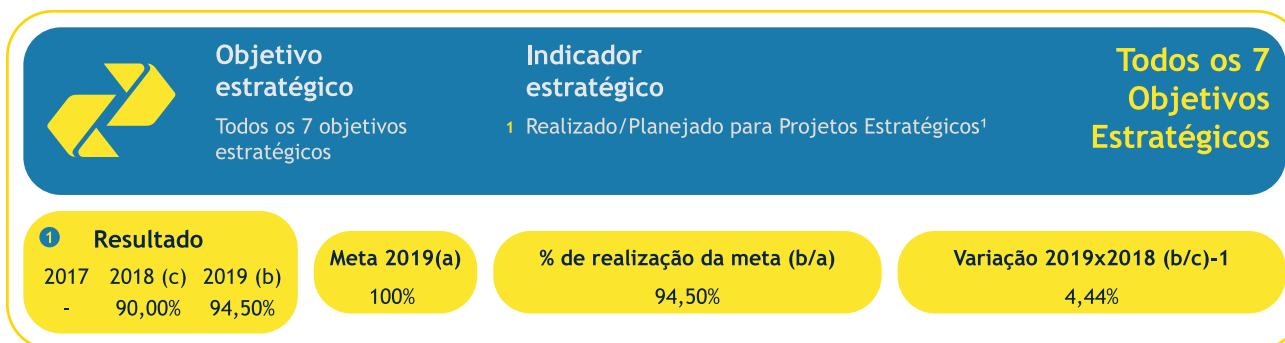 Objetivo
estratégico
Todos os 7 objetivos
estratégicos
Indicador
estratégico
1 Realizado/Planejado para Projetos Estratégicos¹
Todos os 7
Objetivos
Estratégicos
1 Resultado
2017 2018 (c) 2019 (b)
- 90,00% 94,50%
Meta 2019(a)
100%
% de realização da meta (b/a)
94,50%
Variação 2019x2018 (b/c)-1
4,44%